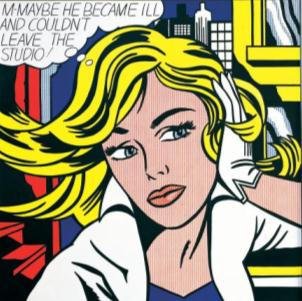 M-MAYBE HE BECAME ILL
AND COULDN'T
LEAVE THE
STUDIO